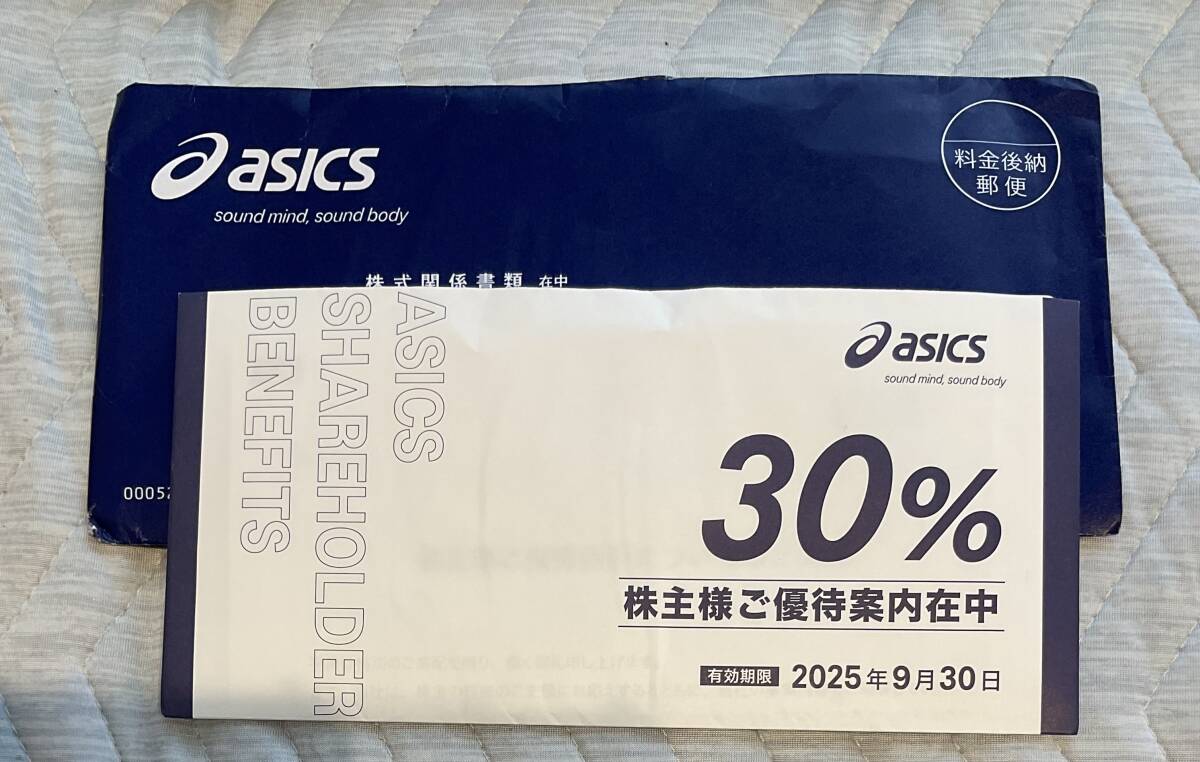 asics
sound mind, sound body
料金後納
郵便
株式関係書類 在中
0005
ASICS
SHAREHOLDER
BENEFITS
asics
sound mind, sound body
30%
株主様ご優待案内在中
有効期限 2025年9月30日